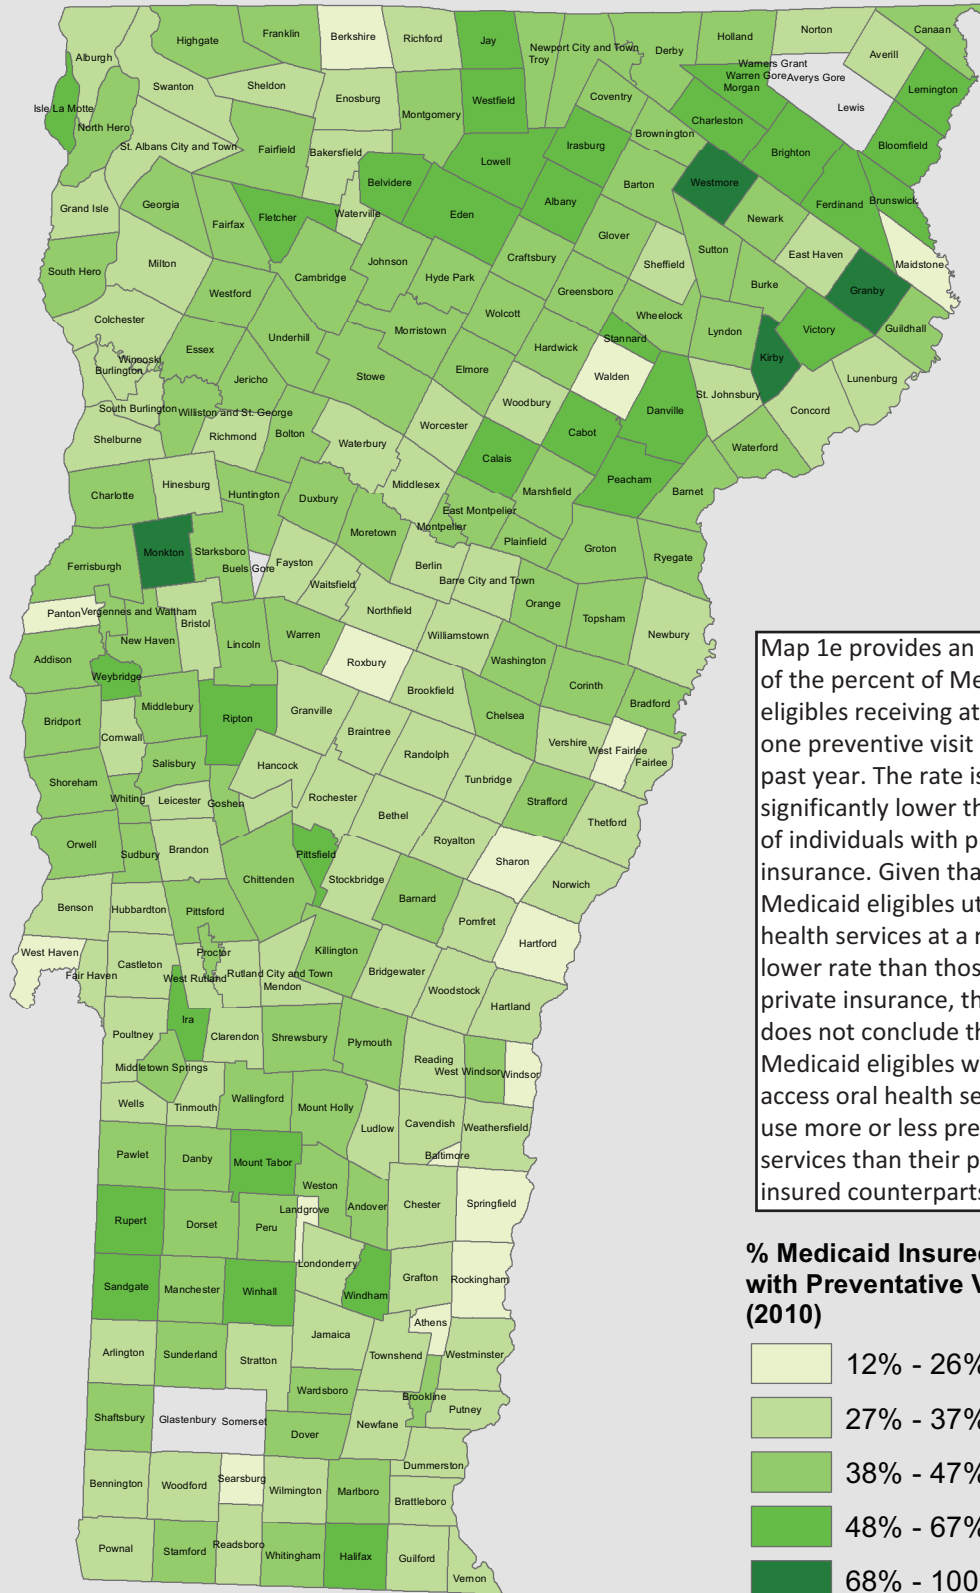 Alburgh
Highgate
Franklin
Berkshire
Richford
Jay
Newport City and Town
Troy
Derby
Holland
Norton
Canaan
Averill
Warners Grant
Warren Gore
Averys Gore
Morgan
Lewis
Lemington
Swanton
Sheldon
Enosburg
Montgomery
Westfield
Coventry
Charleston
Isle La Motte
North Hero
St. Albans City and Town
Fairfield
Bakersfield
Lowell
Irasburg
Brownington
Brighton
Bloomfield
Belvidere
Barton
Westmore
Grand Isle
Georgia
Fairfax
Fletcher
Waterville
Eden
Albany
Newark
Ferdinand
Brunswick
Glover
Sutton
East Haven
Maidstone
South Hero
Milton
Cambridge
Johnson
Hyde Park
Craftsbury
Sheffield
Burke
Granby
Westford
Greensboro
Wheelock
Lyndon
Victory
Guildhall
Colchester
Underhill
Morristown
Wolcott
Stannard
Kirby
Winooski
Burlington
Essex
Jericho
Stowe
Elmore
Hardwick
Walden
Lunenburg
South Burlington
Williston and St. George
Woodbury
Danville
St. Johnsbury
Concord
Shelburne
Richmond
Bolton
Waterbury
Worcester
Cabot
Waterford
Calais
Charlotte
Hinesburg
Huntington
Duxbury
Middlesex
Marshfield
Peacham
Barnet
East Montpelier
Montpelier
Moretown
Plainfield
Groton
Ryegate
Ferrisburgh
Monkton
Starksboro
Buels Gore
Fayston
Waitsfield
Berlin
Barre City and Town
Orange
Topsham
Newbury
Panton
Vergennes and Waltham
Bristol
New Haven
Lincoln
Warren
Northfield
Williamstown
Washington
Addison
Weybridge
Roxbury
Brookfield
Corinth
Bradford
Bridport
Middlebury
Ripton
Granville
Braintree
Chelsea
Cornwall
Randolph
Vershire
West Fairlee
Fairlee
Shoreham
Salisbury
Hancock
Tunbridge
Whiting
Leicester
Goshen
Rochester
Bethel
Strafford
Thetford
Orwell
Sudbury
Brandon
Pittsfield
Royalton
Sharon
Chittenden
Stockbridge
Norwich
Benson
Hubbardton
Pittsford
Barnard
Pomfret
Hartford
West Haven
Fair Haven
Castleton
Proctor
West Rutland
Rutland City and Town
Mendon
Killington
Bridgewater
Woodstock
Hartland
Ira
Poultney
Clarendon
Shrewsbury
Plymouth
Reading
West Windsor
Windsor
Middletown Springs
Wells
Tinmouth
Wallingford
Mount Holly
Ludlow
Cavendish
Weathersfield
Baltimore
Pawlet
Danby
Mount Tabor
Weston
Landgrove
Andover
Chester
Springfield
Rupert
Dorset
Peru
Londonderry
Sandgate
Manchester
Winhall
Windham
Grafton
Rockingham
Athens
Arlington
Sunderland
Stratton
Jamaica
Townshend
Westminster
Shaftsbury
Glastenbury
Somerset
Wardsboro
Brookline
Putney
Dover
Newfane
Dummerston
Bennington
Woodford
Searsburg
Wilmington
Marlboro
Brattleboro
Pownal
Stamford
Readsboro
Whitingham
Halifax
Guilford
Vernon
Map 1e provides an
of the percent of Me
eligibles receiving at
one preventive visit
past year. The rate is
significantly lower th
of individuals with p
insurance. Given tha
Medicaid eligibles ut
health services at a
lower rate than thos
private insurance, th
does not conclude th
Medicaid eligibles w
access oral health se
use more or less pre
services than their p
insured counterparts
% Medicaid Insured
with Preventative V
(2010)
12% - 26%
27% - 37%
38% - 47%
48% - 67%
68% - 100